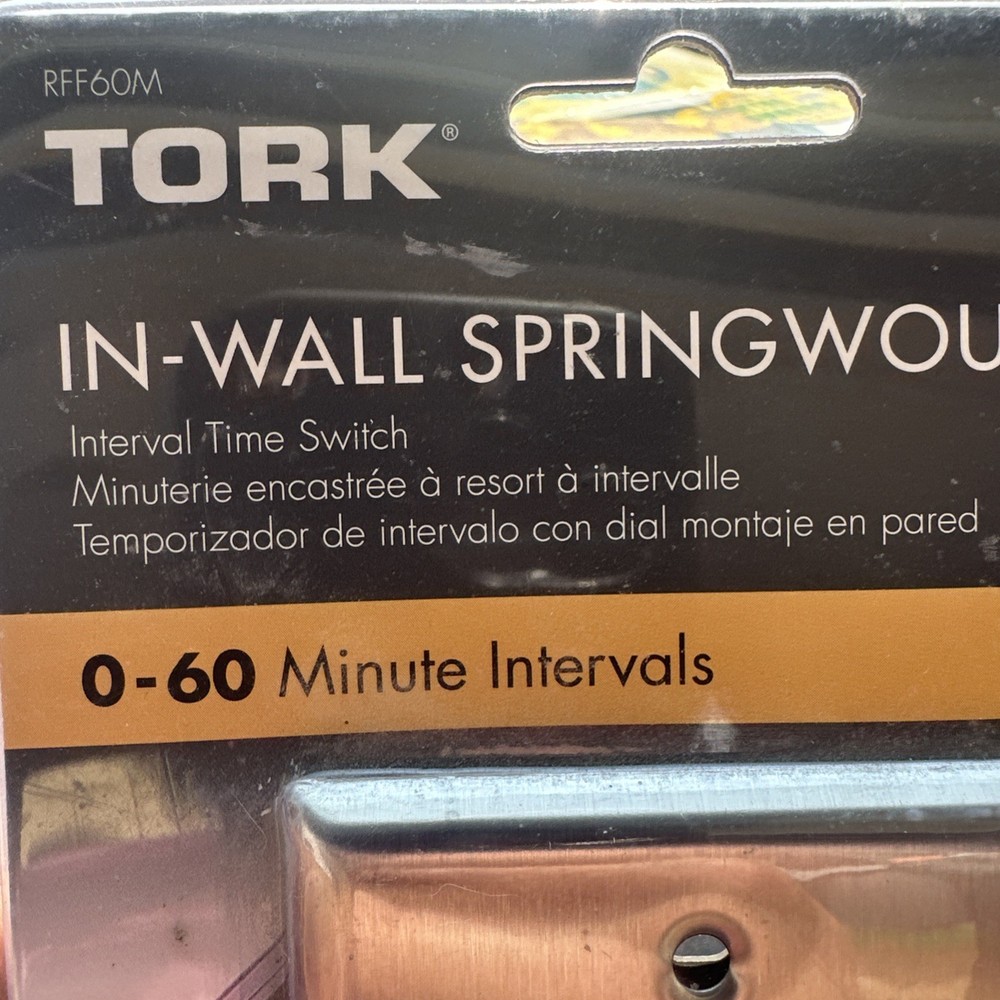 RFF60M
TORK®
IN-WALL SPRINGWOU
Interval Time Switch
Minuterie encastrée à resort à intervalle
Temporizador de intervalo con dial montaje en pared
0-60 Minute Intervals